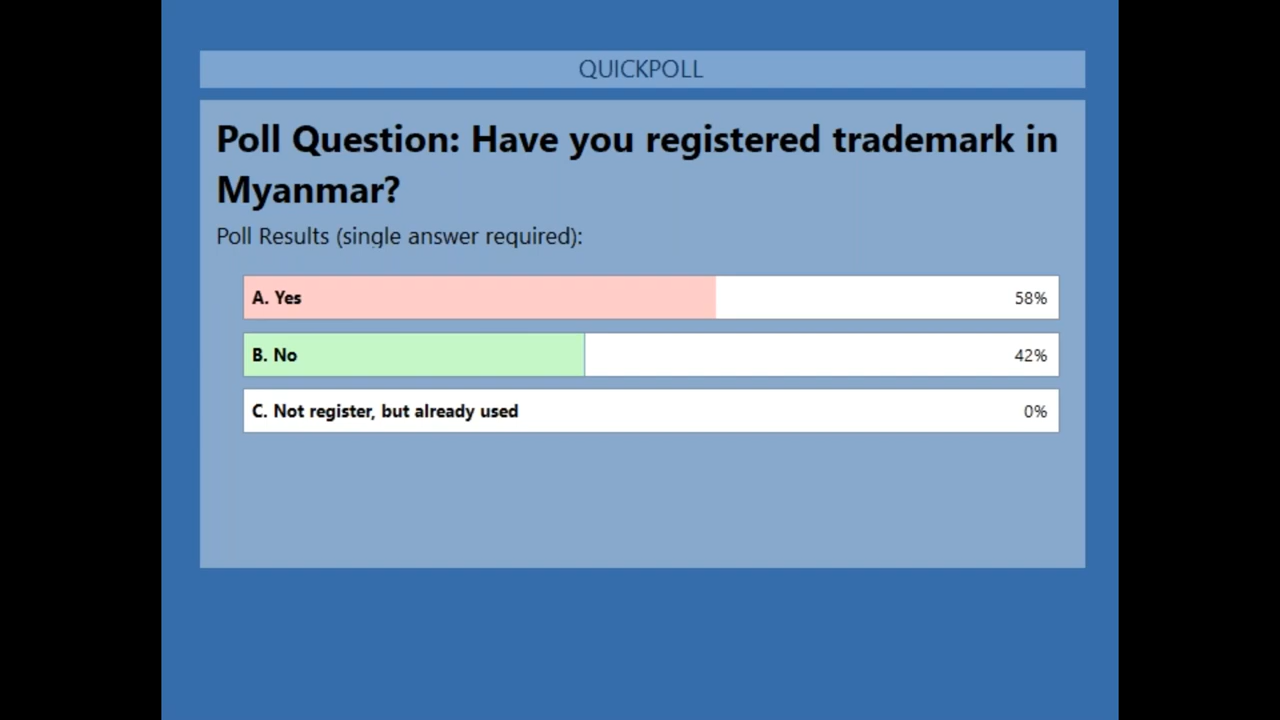 QUICKPOLL
Poll Question: Have you registered trademark in
Myanmar?
Poll Results (single answer required):
A. Yes 58%
B. No 42%
C. Not register, but already used 0%